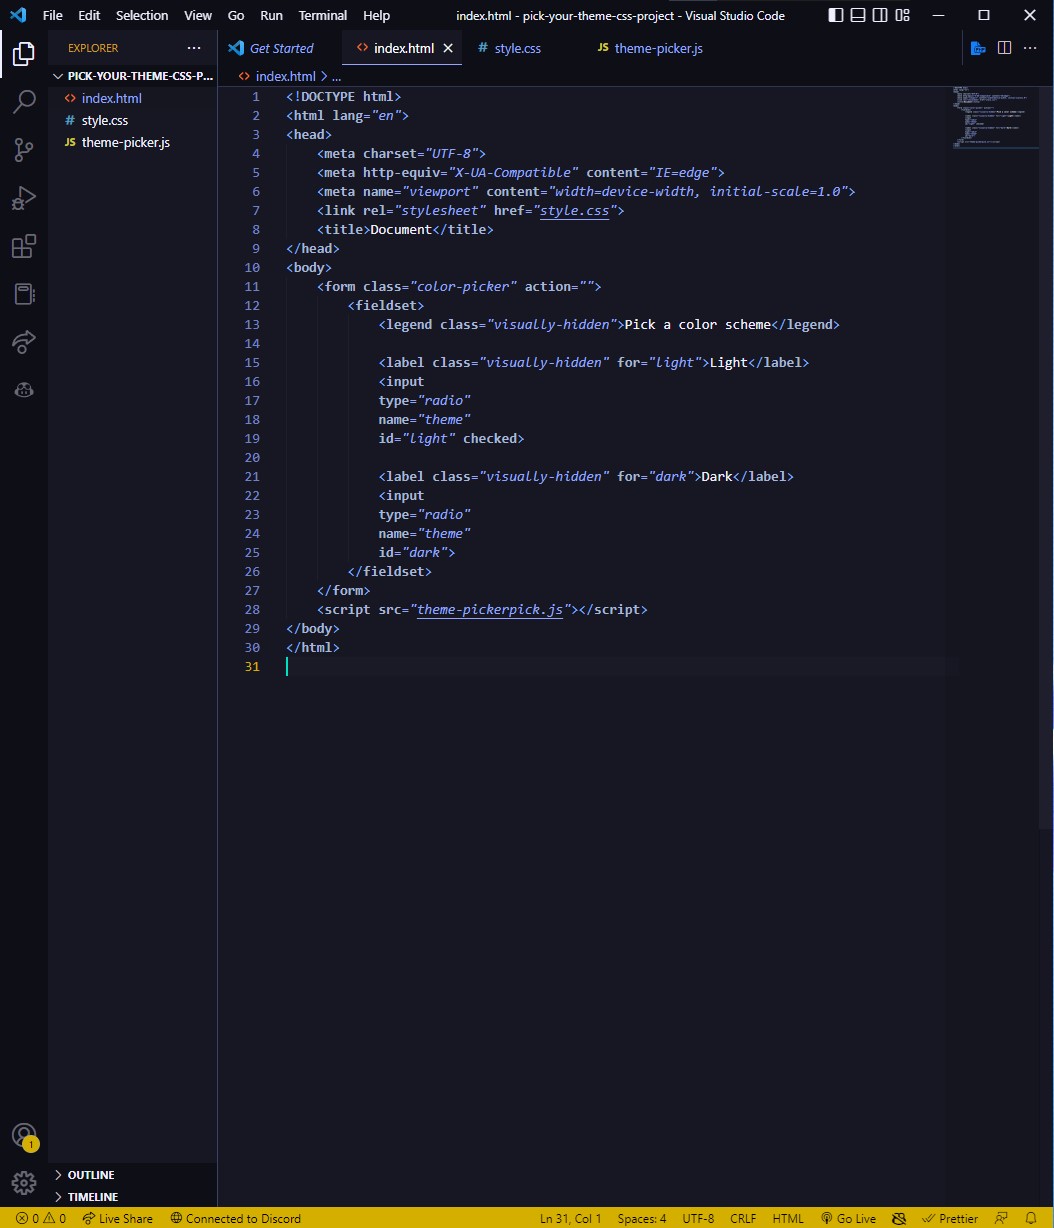 File Edit Selection View Go Run Terminal Help index.html - pick-your-theme-css-project - Visual Studio Code
EXPLORER ...
Get Started
<> index.html ×
# style.css
JS theme-picker.js
PICK-YOUR-THEME-CSS-P...
<> index.html
# style.css
JS theme-picker.js
<> index.html > ...
1 <!DOCTYPE html>
2 <html lang="en">
3 <head>
4 <meta charset="UTF-8">
5 <meta http-equiv="X-UA-Compatible" content="IE=edge">
6 <meta name="viewport" content="width=device-width, initial-scale=1.0">
7 <link rel="stylesheet" href="style.css">
8 <title>Document</title>
9 </head>
10 <body>
11 <form class="color-picker" action="">
12 <fieldset>
13 <legend class="visually-hidden">Pick a color scheme</legend>
14
15 <label class="visually-hidden" for="light">Light</label>
16 <input
17 type="radio"
18 name="theme"
19 id="light" checked>
20
21 <label class="visually-hidden" for="dark">Dark</label>
22 <input
23 type="radio"
24 name="theme"
25 id="dark">
26 </fieldset>
27 </form>
28 <script src="theme-pickerpick.js"></script>
29 </body>
30 </html>
31
1
OUTLINE
TIMELINE
0 0 Live Share Connected to Discord Ln 31, Col 1 Spaces: 4 UTF-8 CRLF HTML Go Live Prettier